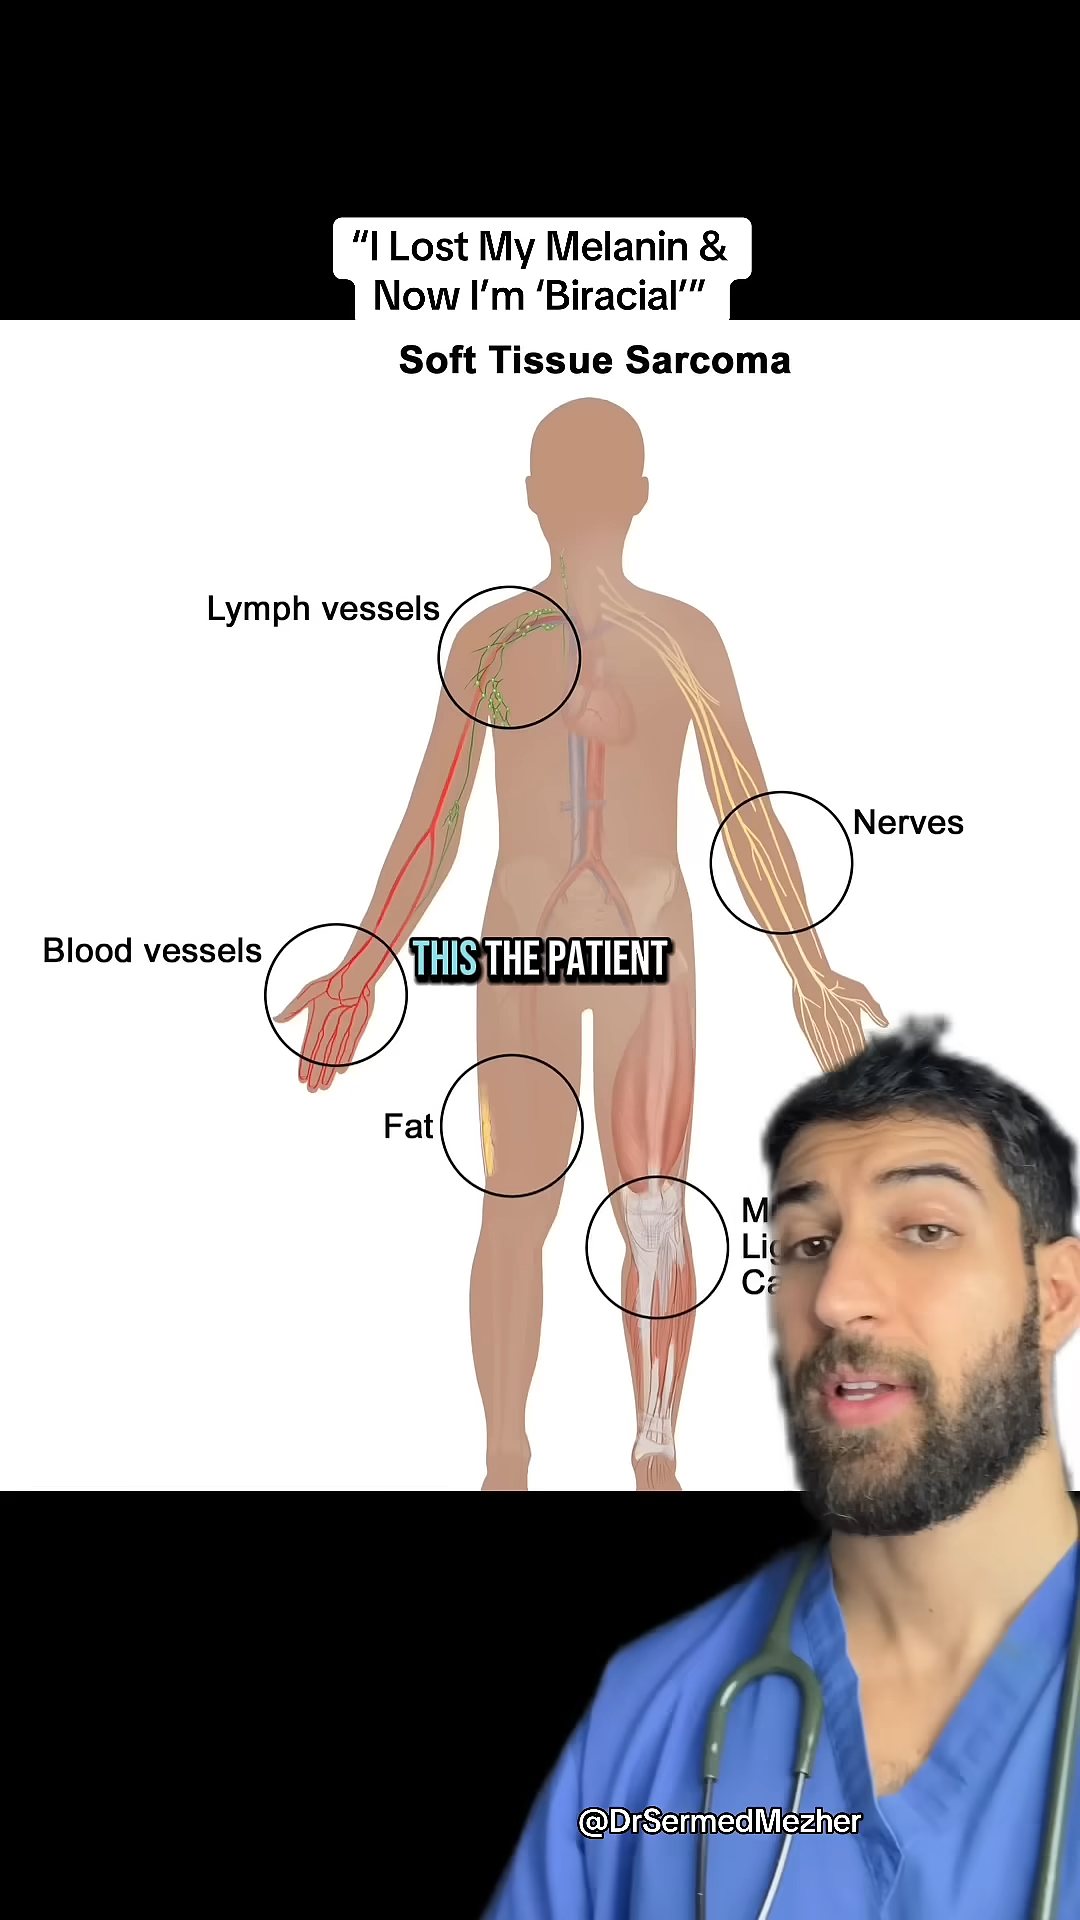 “I Lost My Melanin &
Now I’m ‘Biracial’”
Soft Tissue Sarcoma
Lymph vessels
Nerves
Blood vessels
THIS THE PATIENT
Fat
@DrSermedMezher